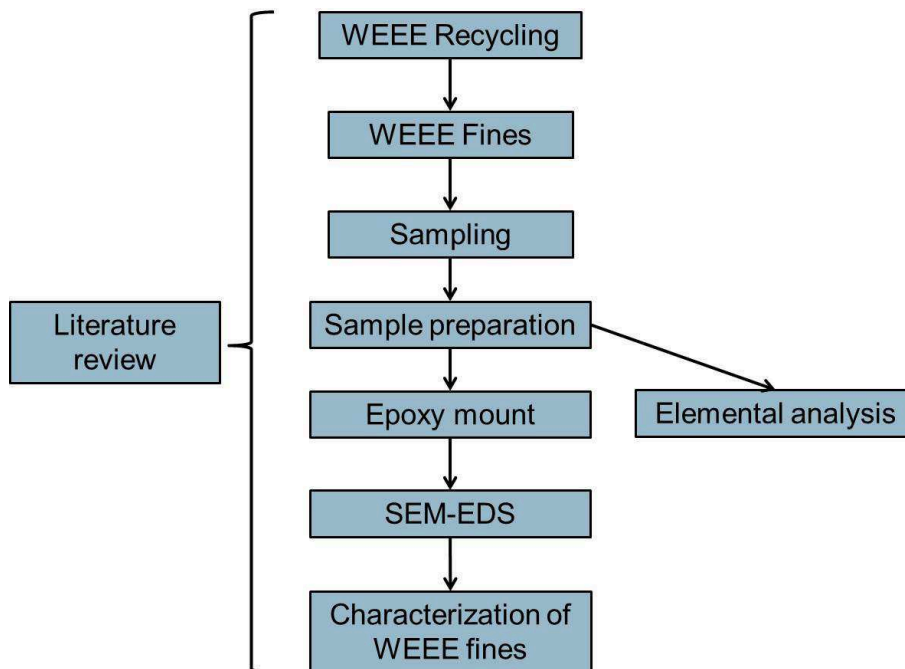 WEEE Recycling
WEEE Fines
Sampling
Literature
review
Sample preparation
Epoxy mount
Elemental analysis
SEM-EDS
Characterization of
WEEE fines